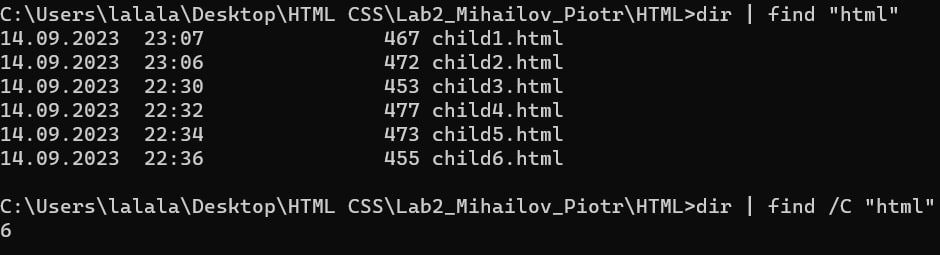 C:\Users\lalala\Desktop\HTML CSS\Lab2_Mihailov_Piotr\HTML>dir | find "html"
14.09.2023  23:07               467 child1.html
14.09.2023  23:06               472 child2.html
14.09.2023  22:30               453 child3.html
14.09.2023  22:32               477 child4.html
14.09.2023  22:34               473 child5.html
14.09.2023  22:36               455 child6.html
C:\Users\lalala\Desktop\HTML CSS\Lab2_Mihailov_Piotr\HTML>dir | find /C "html"
6